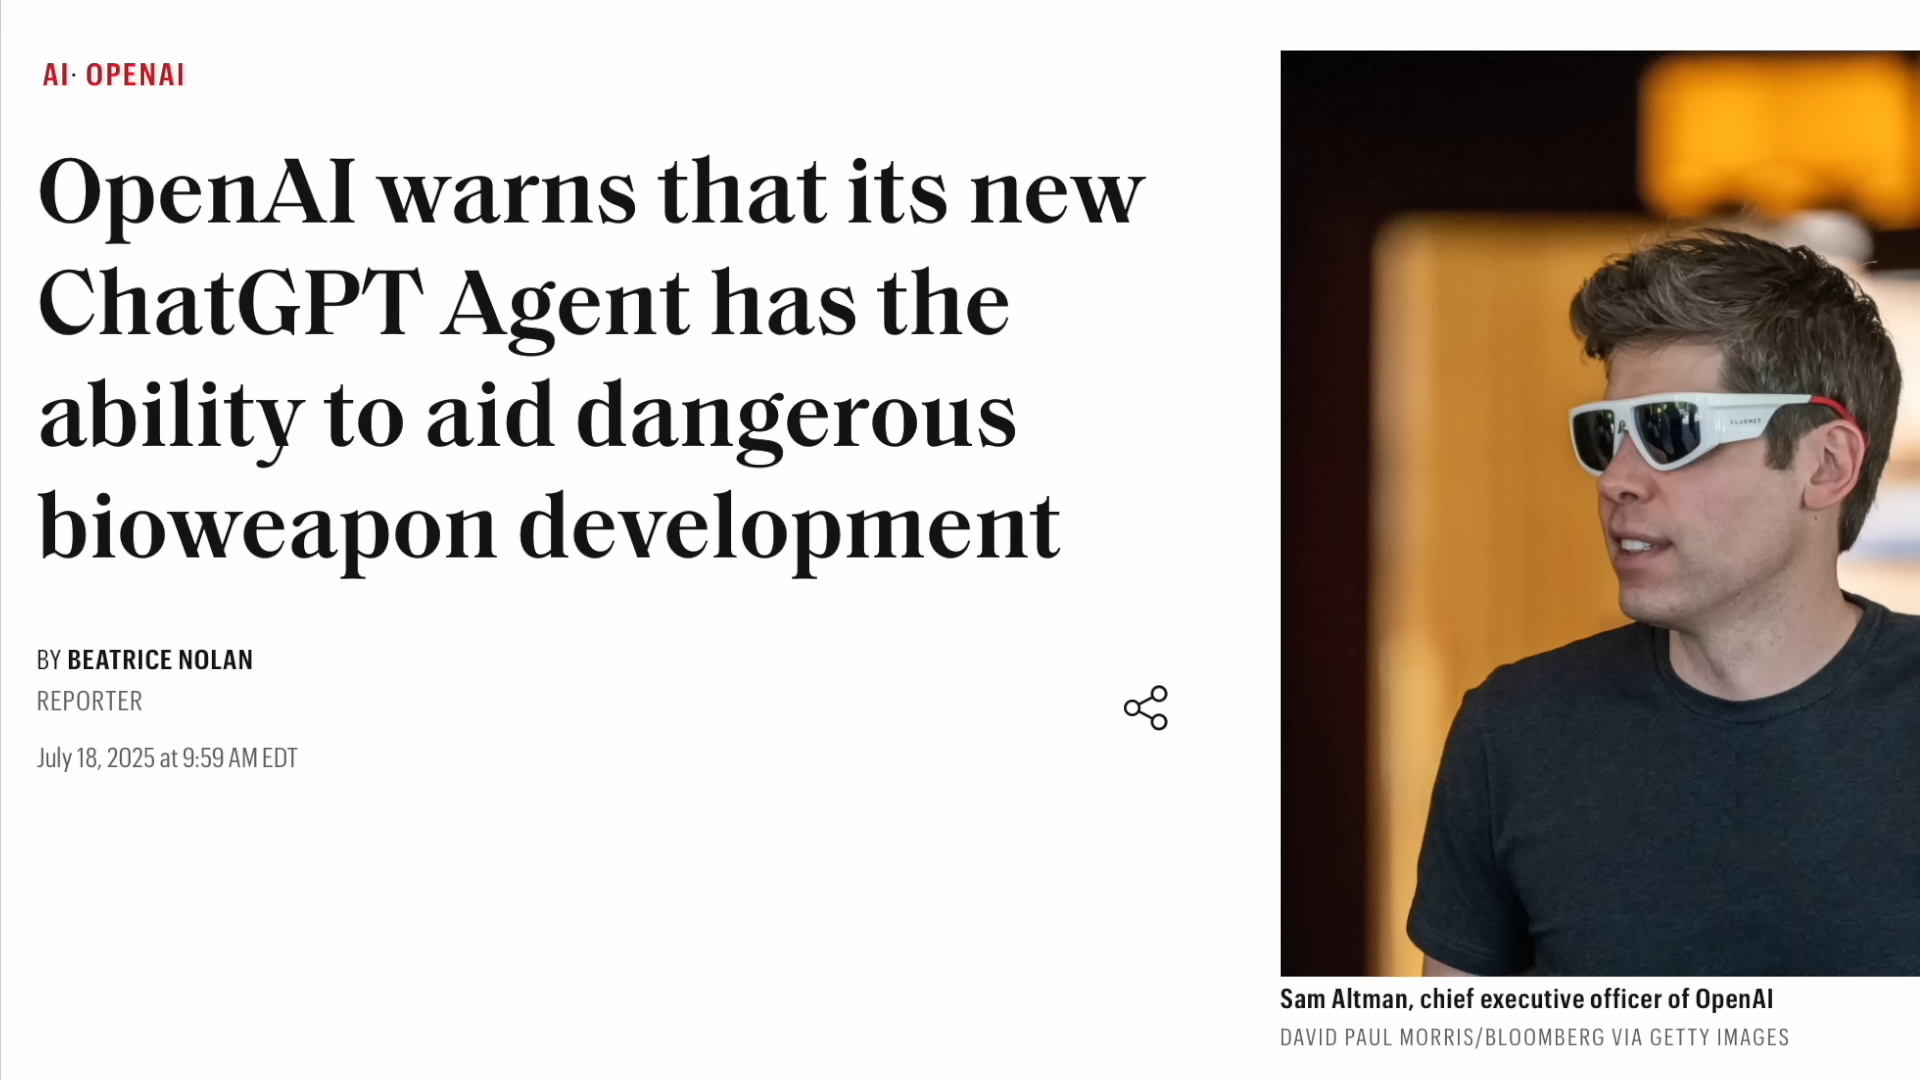 AI· OPENAI
OpenAI warns that its new
ChatGPT Agent has the
ability to aid dangerous
bioweapon development
BY BEATRICE NOLAN
REPORTER
July 18, 2025 at 9:59 AM EDT
VUARNET
Sam Altman, chief executive officer of OpenAI
DAVID PAUL MORRIS/BLOOMBERG VIA GETTY IMAGES